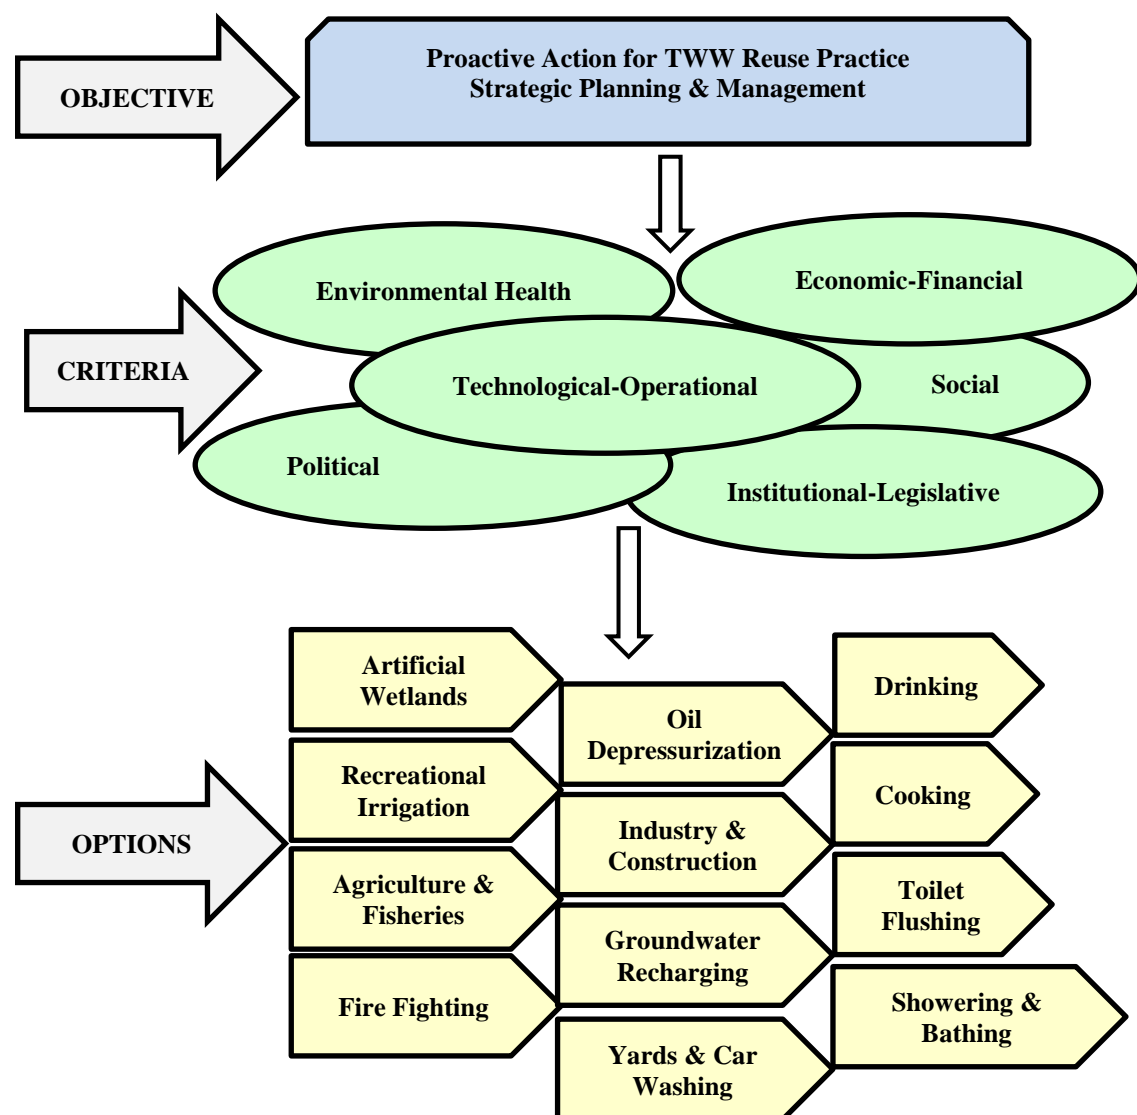 OBJECTIVE
Proactive Action for TWW Reuse Practice
Strategic Planning & Management
CRITERIA
Environmental Health
Economic-Financial
Technological-Operational
Social
Political
Institutional-Legislative
OPTIONS
Artificial
Wetlands
Recreational
Irrigation
Agriculture &
Fisheries
Fire Fighting
Oil
Depressurization
Industry &
Construction
Groundwater
Recharging
Yards & Car
Washing
Drinking
Cooking
Toilet
Flushing
Showering &
Bathing